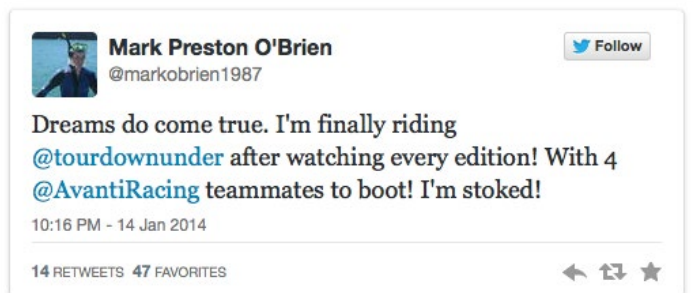 Mark Preston O'Brien
Follow
@markobrien1987
Dreams do come true. I'm finally riding
@tourdownunder after watching every edition! With 4
@AvantiRacing teammates to boot! I'm stoked!
10:16 PM - 14 Jan 2014
14 RETWEETS 47 FAVORITES